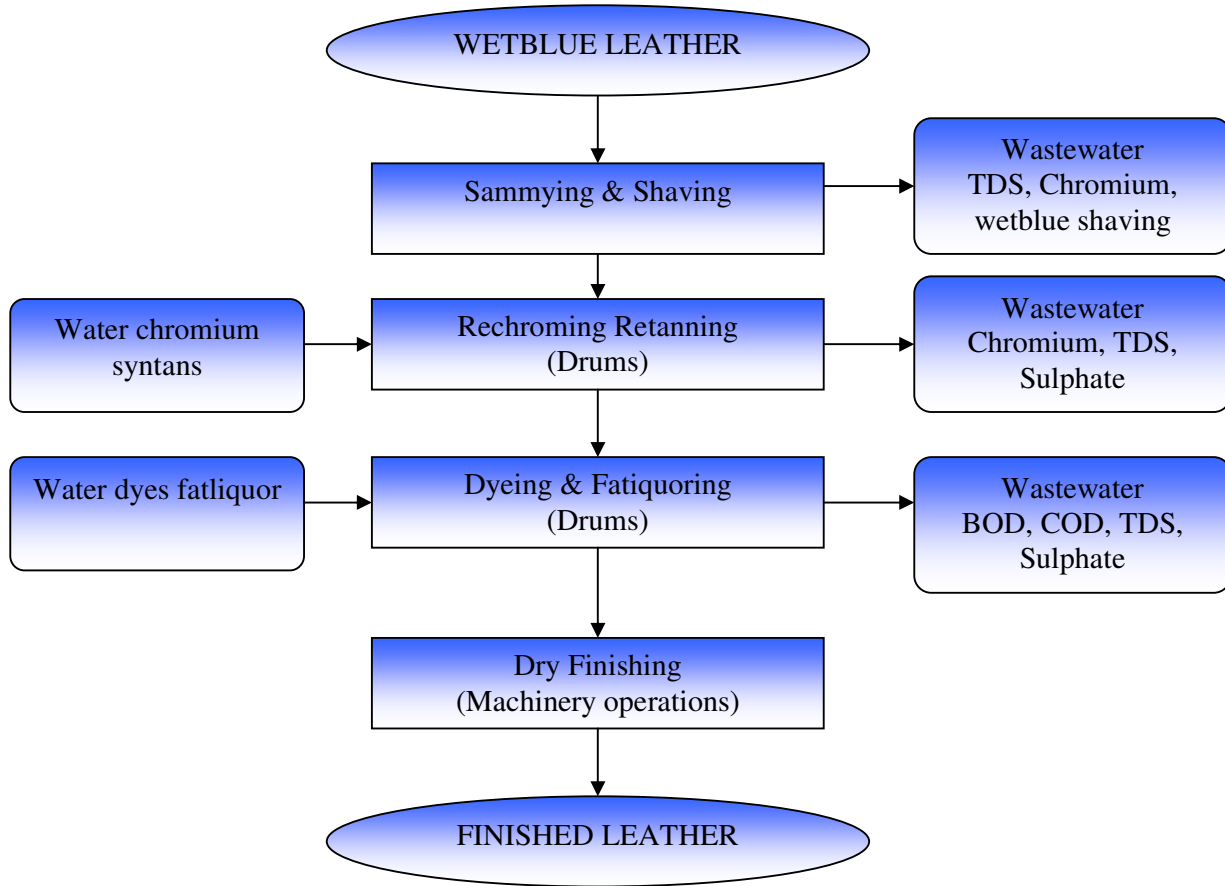 WETBLUE LEATHER
Sammying & Shaving
Wastewater
TDS, Chromium,
wetblue shaving
Water chromium
syntans
Rechroming Retanning
(Drums)
Wastewater
Chromium, TDS,
Sulphate
Water dyes fatliquor
Dyeing & Fatiquoring
(Drums)
Wastewater
BOD, COD, TDS,
Sulphate
Dry Finishing
(Machinery operations)
FINISHED LEATHER